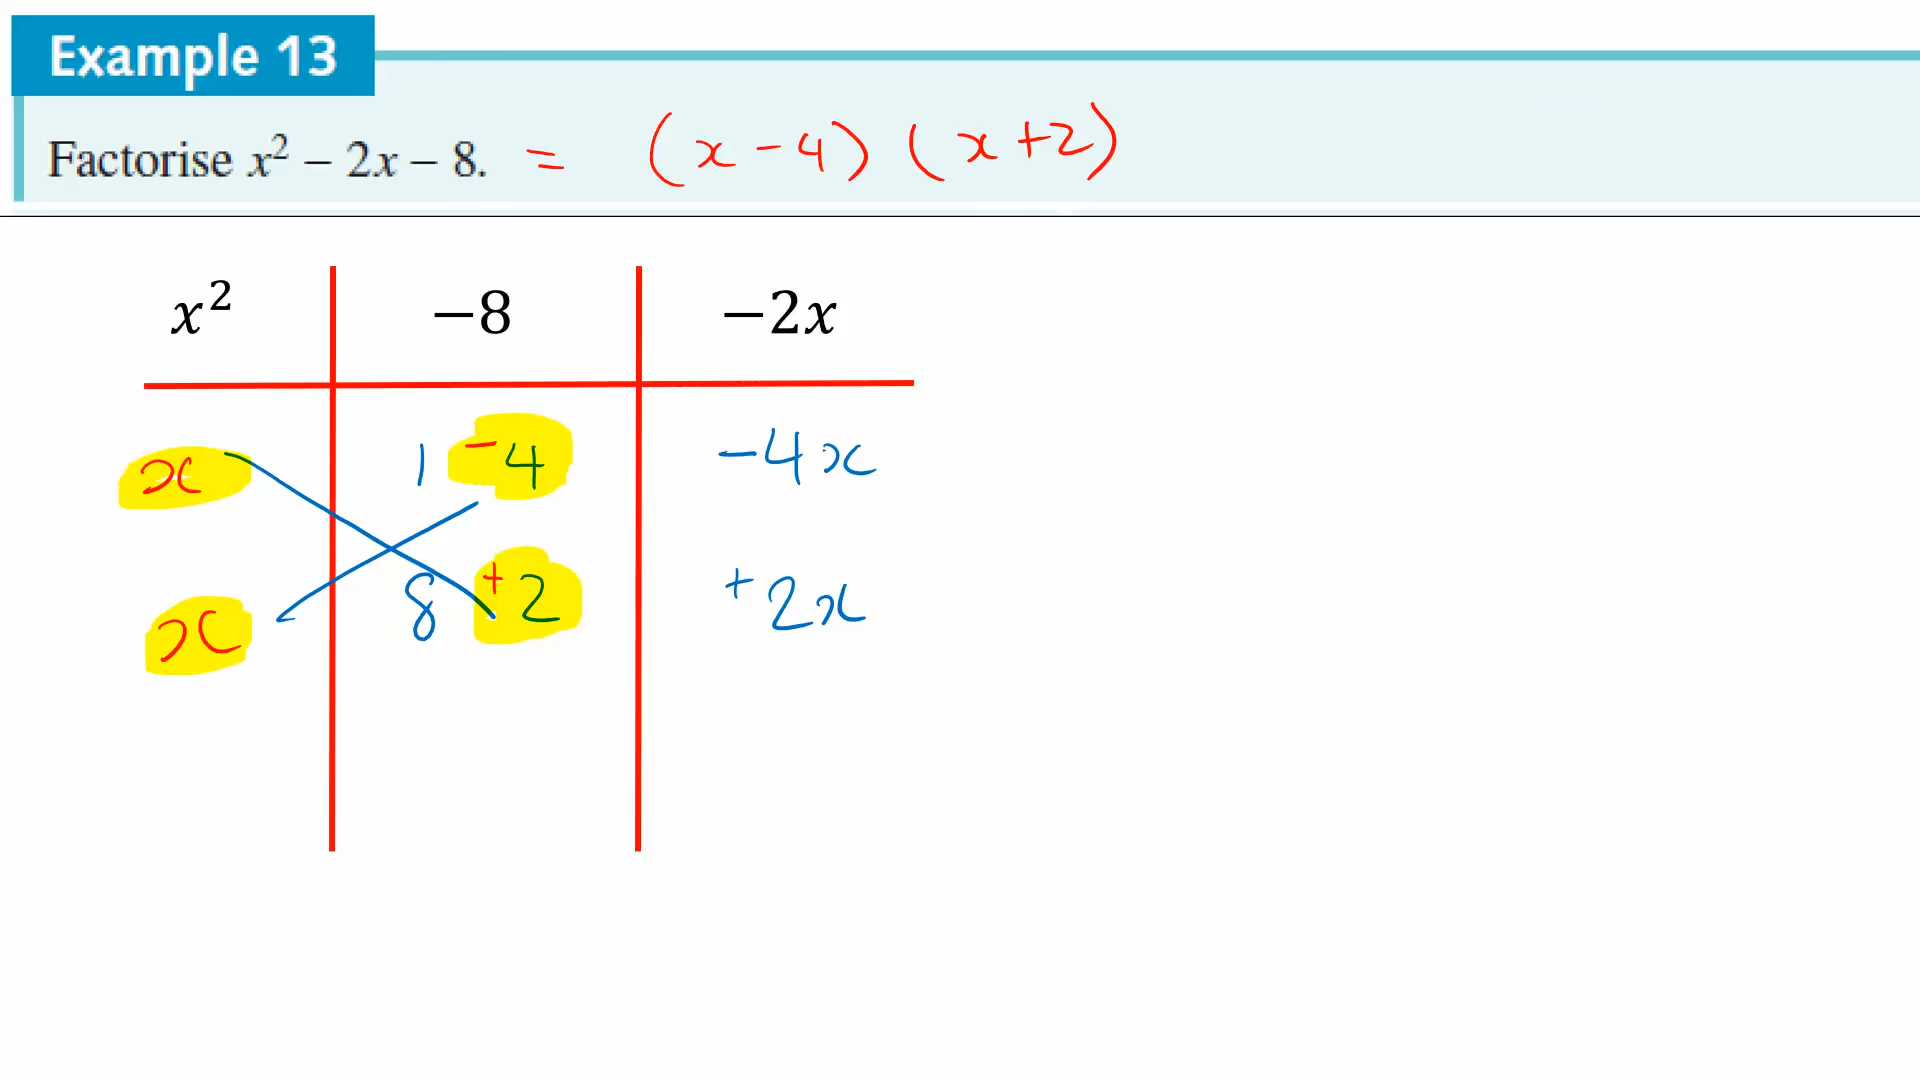 Example 13
Factorise x² − 2x − 8. = (x − 4) (x + 2)
x² −8 −2x
x 1 −4 −4x
x 8 +2 +2x